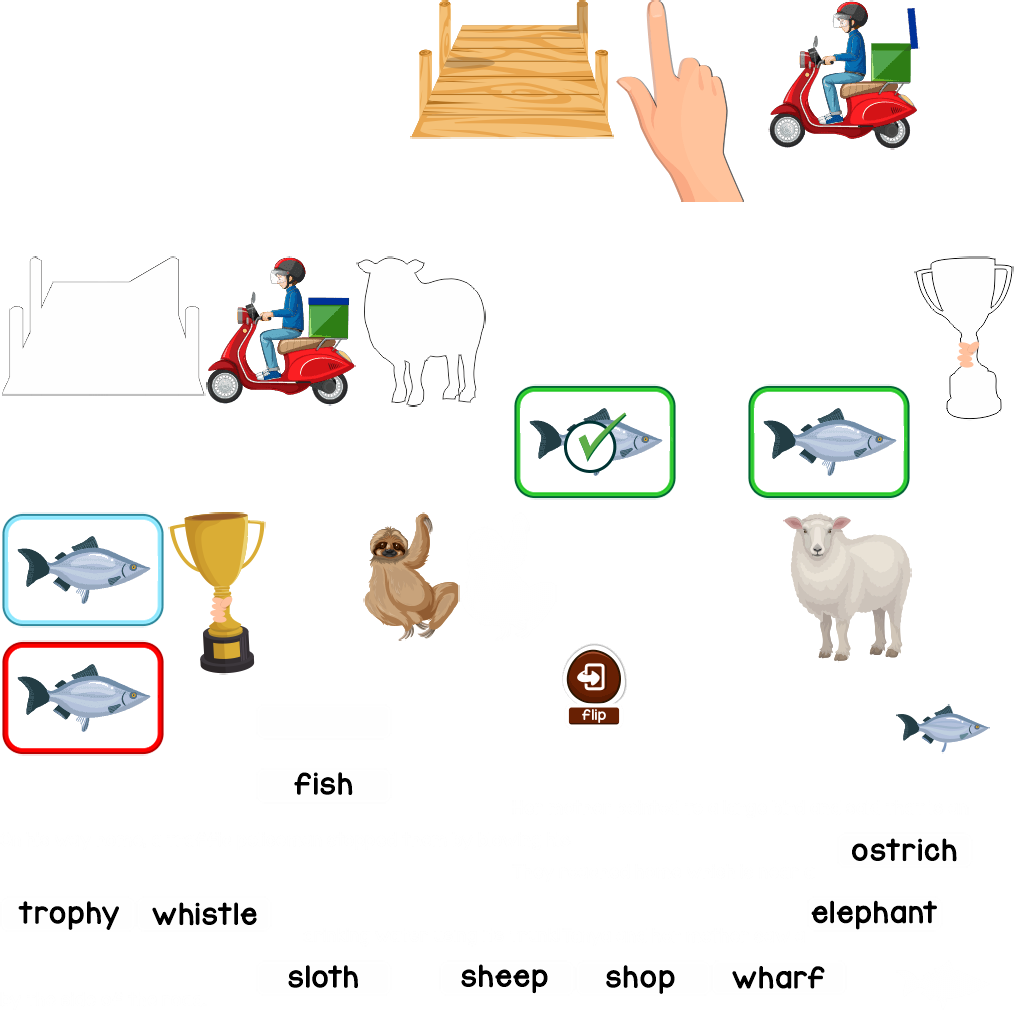 flip
fish
ostrich
trophy
whistle
elephant
sloth
sheep
shop
wharf